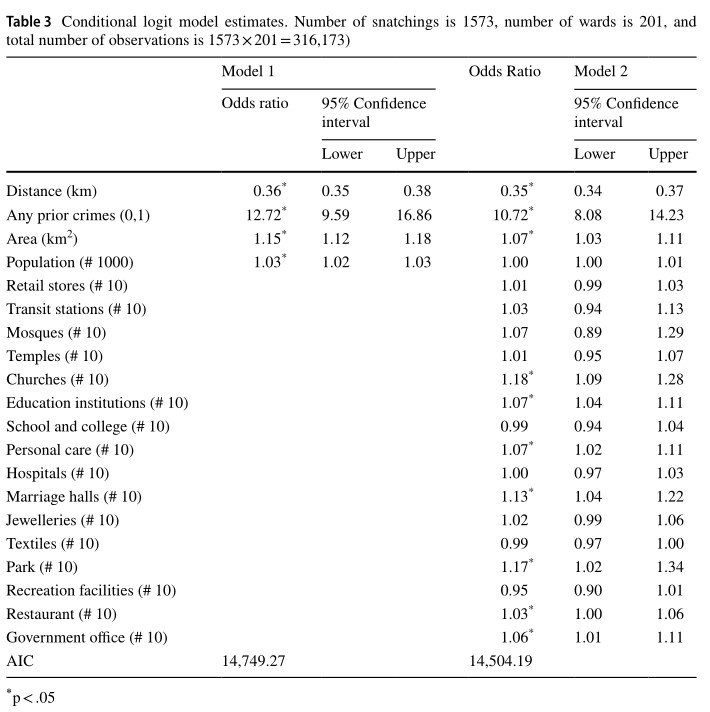 Table 3 Conditional logit model estimates. Number of snatchings is 1573, number of wards is 201, and
total number of observations is 1573×201=316,173)
Model 1 Odds Ratio Model 2
Odds ratio 95% Confidence interval 95% Confidence interval
Lower Upper Lower Upper
Distance (km) 0.36* 0.35 0.38 0.35* 0.34 0.37
Any prior crimes (0,1) 12.72* 9.59 16.86 10.72* 8.08 14.23
Area (km²) 1.15* 1.12 1.18 1.07* 1.03 1.11
Population (# 1000) 1.03* 1.02 1.03 1.00 1.00 1.01
Retail stores (# 10) 1.01 0.99 1.03
Transit stations (# 10) 1.03 0.94 1.13
Mosques (# 10) 1.07 0.89 1.29
Temples (# 10) 1.01 0.95 1.07
Churches (# 10) 1.18* 1.09 1.28
Education institutions (# 10) 1.07* 1.04 1.11
School and college (# 10) 0.99 0.94 1.04
Personal care (# 10) 1.07* 1.02 1.11
Hospitals (# 10) 1.00 0.97 1.03
Marriage halls (# 10) 1.13* 1.04 1.22
Jewelleries (# 10) 1.02 0.99 1.06
Textiles (# 10) 0.99 0.97 1.00
Park (# 10) 1.17* 1.02 1.34
Recreation facilities (# 10) 0.95 0.90 1.01
Restaurant (# 10) 1.03* 1.00 1.06
Government office (# 10) 1.06* 1.01 1.11
AIC 14,749.27 14,504.19
*p < .05